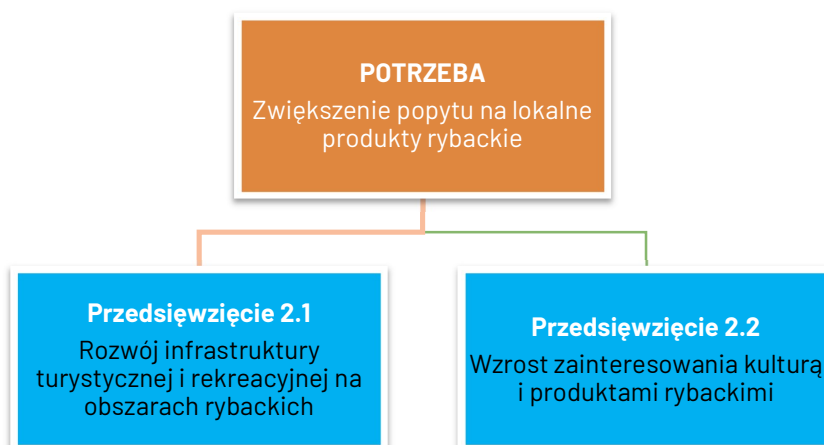 POTRZEBA
Zwiększenie popytu na lokalne
produkty rybackie
Przedsięwzięcie 2.1
Rozwój infrastruktury
turystycznej i rekreacyjnej na
obszarach rybackich
Przedsięwzięcie 2.2
Wzrost zainteresowania kulturą
i produktami rybackimi